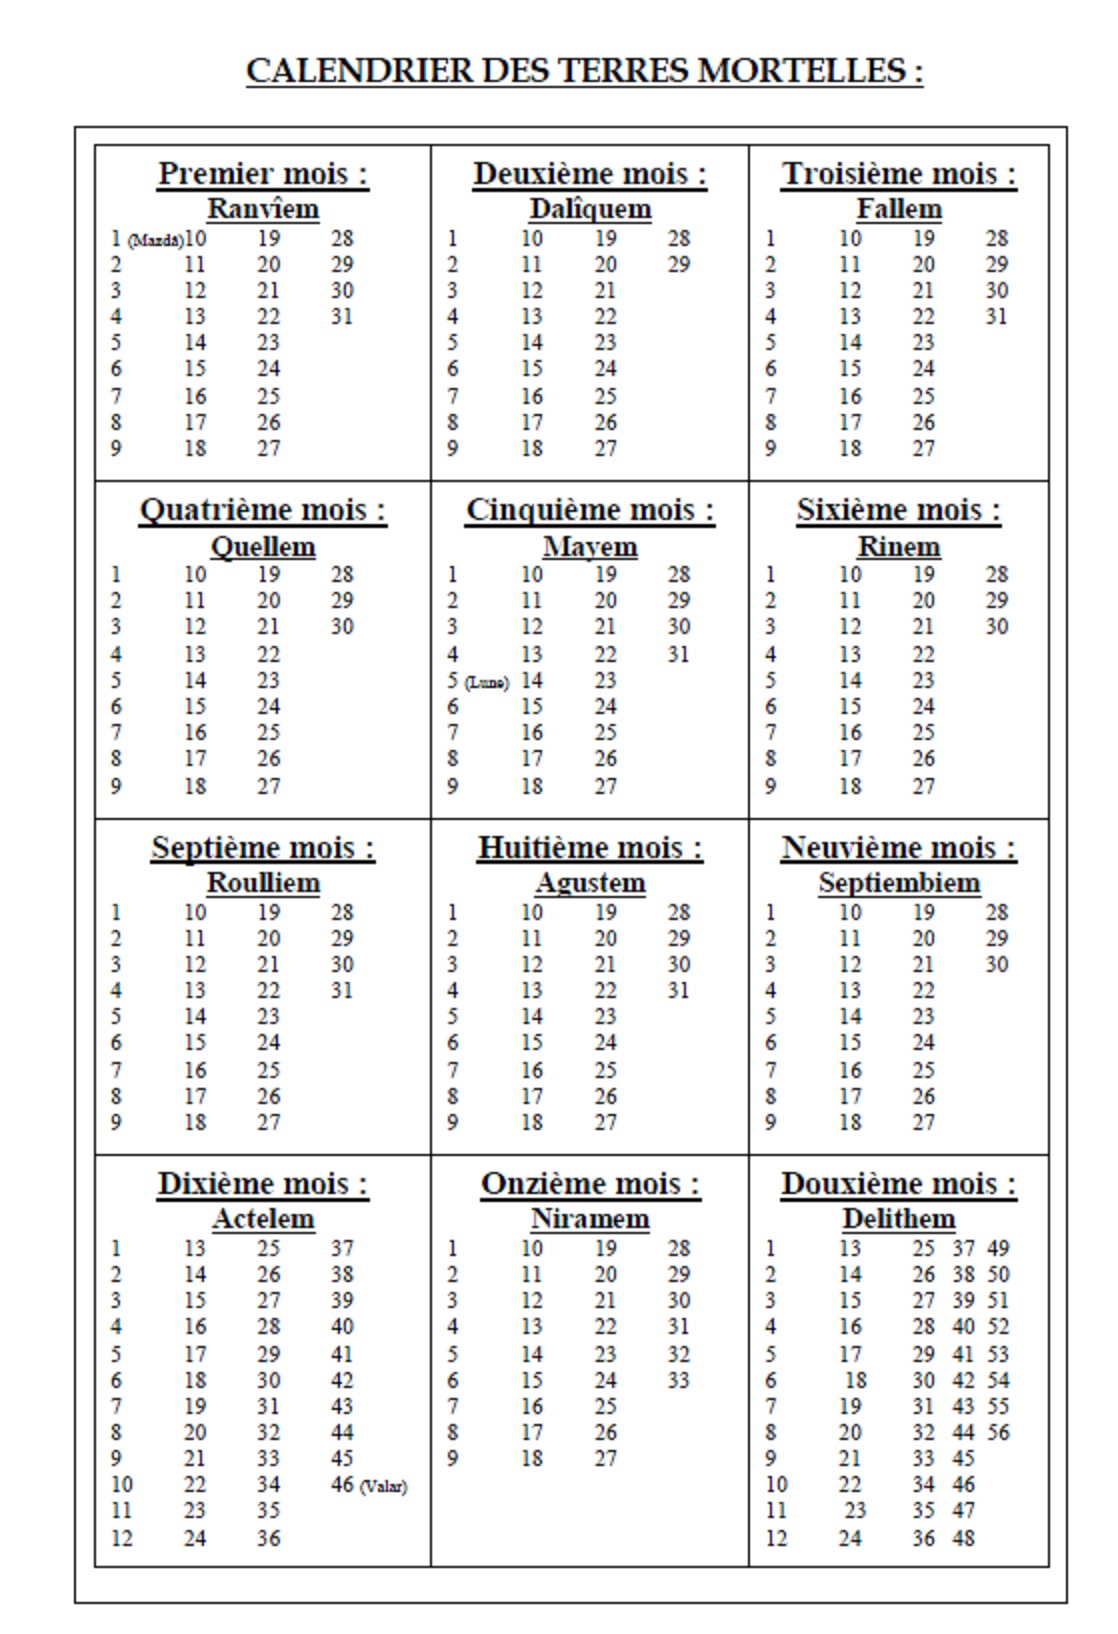 CALENDRIER DES TERRES MORTELLES :
Premier mois :
Ranvîem
1 (Mazdâ)10 19 28
2 11 20 29
3 12 21 30
4 13 22 31
5 14 23
6 15 24
7 16 25
8 17 26
9 18 27
Deuxième mois :
Dalîquem
1 10 19 28
2 11 20 29
3 12 21
4 13 22
5 14 23
6 15 24
7 16 25
8 17 26
9 18 27
Troisième mois :
Fallem
1 10 19 28
2 11 20 29
3 12 21 30
4 13 22 31
5 14 23
6 15 24
7 16 25
8 17 26
9 18 27
Quatrième mois :
Quellem
1 10 19 28
2 11 20 29
3 12 21 30
4 13 22
5 14 23
6 15 24
7 16 25
8 17 26
9 18 27
Cinquième mois :
Mayem
1 10 19 28
2 11 20 29
3 12 21 30
4 13 22 31
5 (Lune) 14 23
6 15 24
7 16 25
8 17 26
9 18 27
Sixième mois :
Rinem
1 10 19 28
2 11 20 29
3 12 21 30
4 13 22
5 14 23
6 15 24
7 16 25
8 17 26
9 18 27
Septième mois :
Roulliem
1 10 19 28
2 11 20 29
3 12 21 30
4 13 22 31
5 14 23
6 15 24
7 16 25
8 17 26
9 18 27
Huitième mois :
Agustem
1 10 19 28
2 11 20 29
3 12 21 30
4 13 22 31
5 14 23
6 15 24
7 16 25
8 17 26
9 18 27
Neuvième mois :
Septiembiem
1 10 19 28
2 11 20 29
3 12 21 30
4 13 22
5 14 23
6 15 24
7 16 25
8 17 26
9 18 27
Dixième mois :
Actelem
1 13 25 37
2 14 26 38
3 15 27 39
4 16 28 40
5 17 29 41
6 18 30 42
7 19 31 43
8 20 32 44
9 21 33 45
10 22 34 46 (Valar)
11 23 35
12 24 36
Onzième mois :
Niramem
1 10 19 28
2 11 20 29
3 12 21 30
4 13 22 31
5 14 23 32
6 15 24 33
7 16 25
8 17 26
9 18 27
Douxième mois :
Delithem
1 13 25 37 49
2 14 26 38 50
3 15 27 39 51
4 16 28 40 52
5 17 29 41 53
6 18 30 42 54
7 19 31 43 55
8 20 32 44 56
9 21 33 45
10 22 34 46
11 23 35 47
12 24 36 48